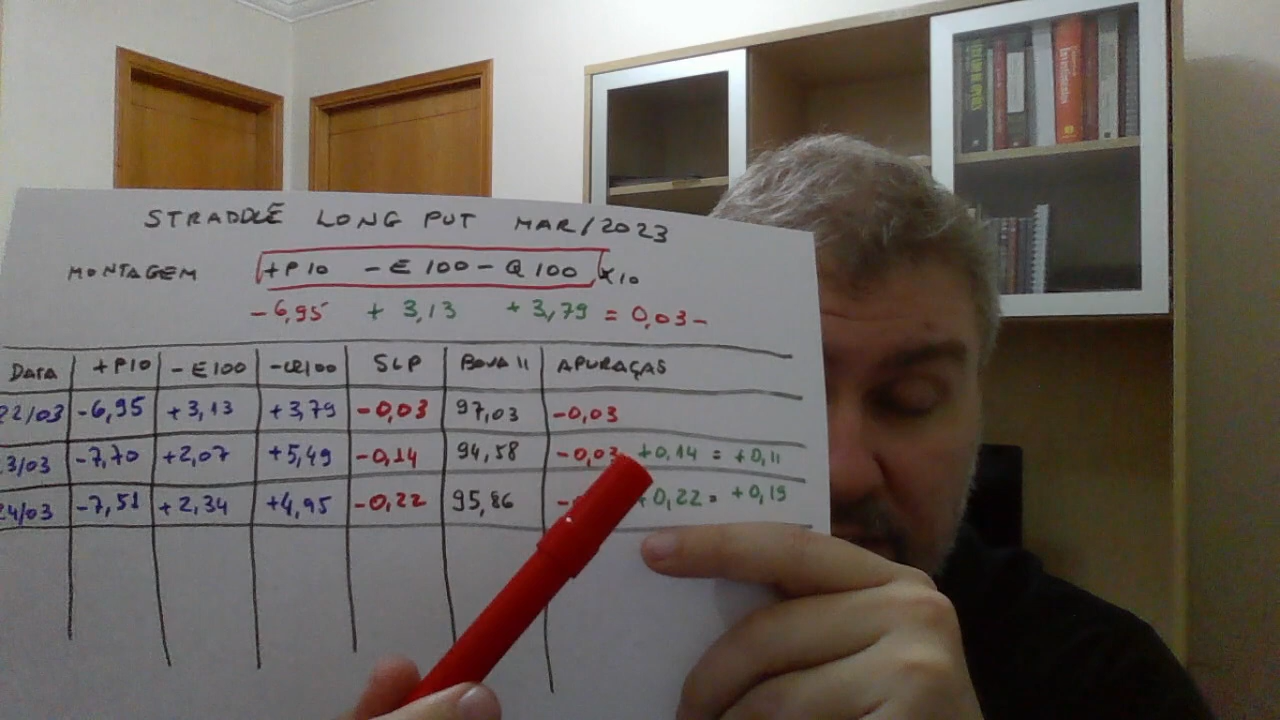 STRADDLE LONG PUT MAR/2023
MONTAGEM +P10 - E100 - Q100 x10
-6,95 + 3,13 + 3,79 = 0,03-
DATA +P10 -E100 -Q100 SLP BOVA11 APURAÇAS
22/03 -6,95 +3,13 +3,79 -0,03 97,03 -0,03
3/03 -7,70 +2,07 +5,49 -0,14 94,58 -0,03 +0,14 = +0,11
24/03 -7,51 +2,34 +4,95 -0,22 95,86 -0 +0,22 = +0,19